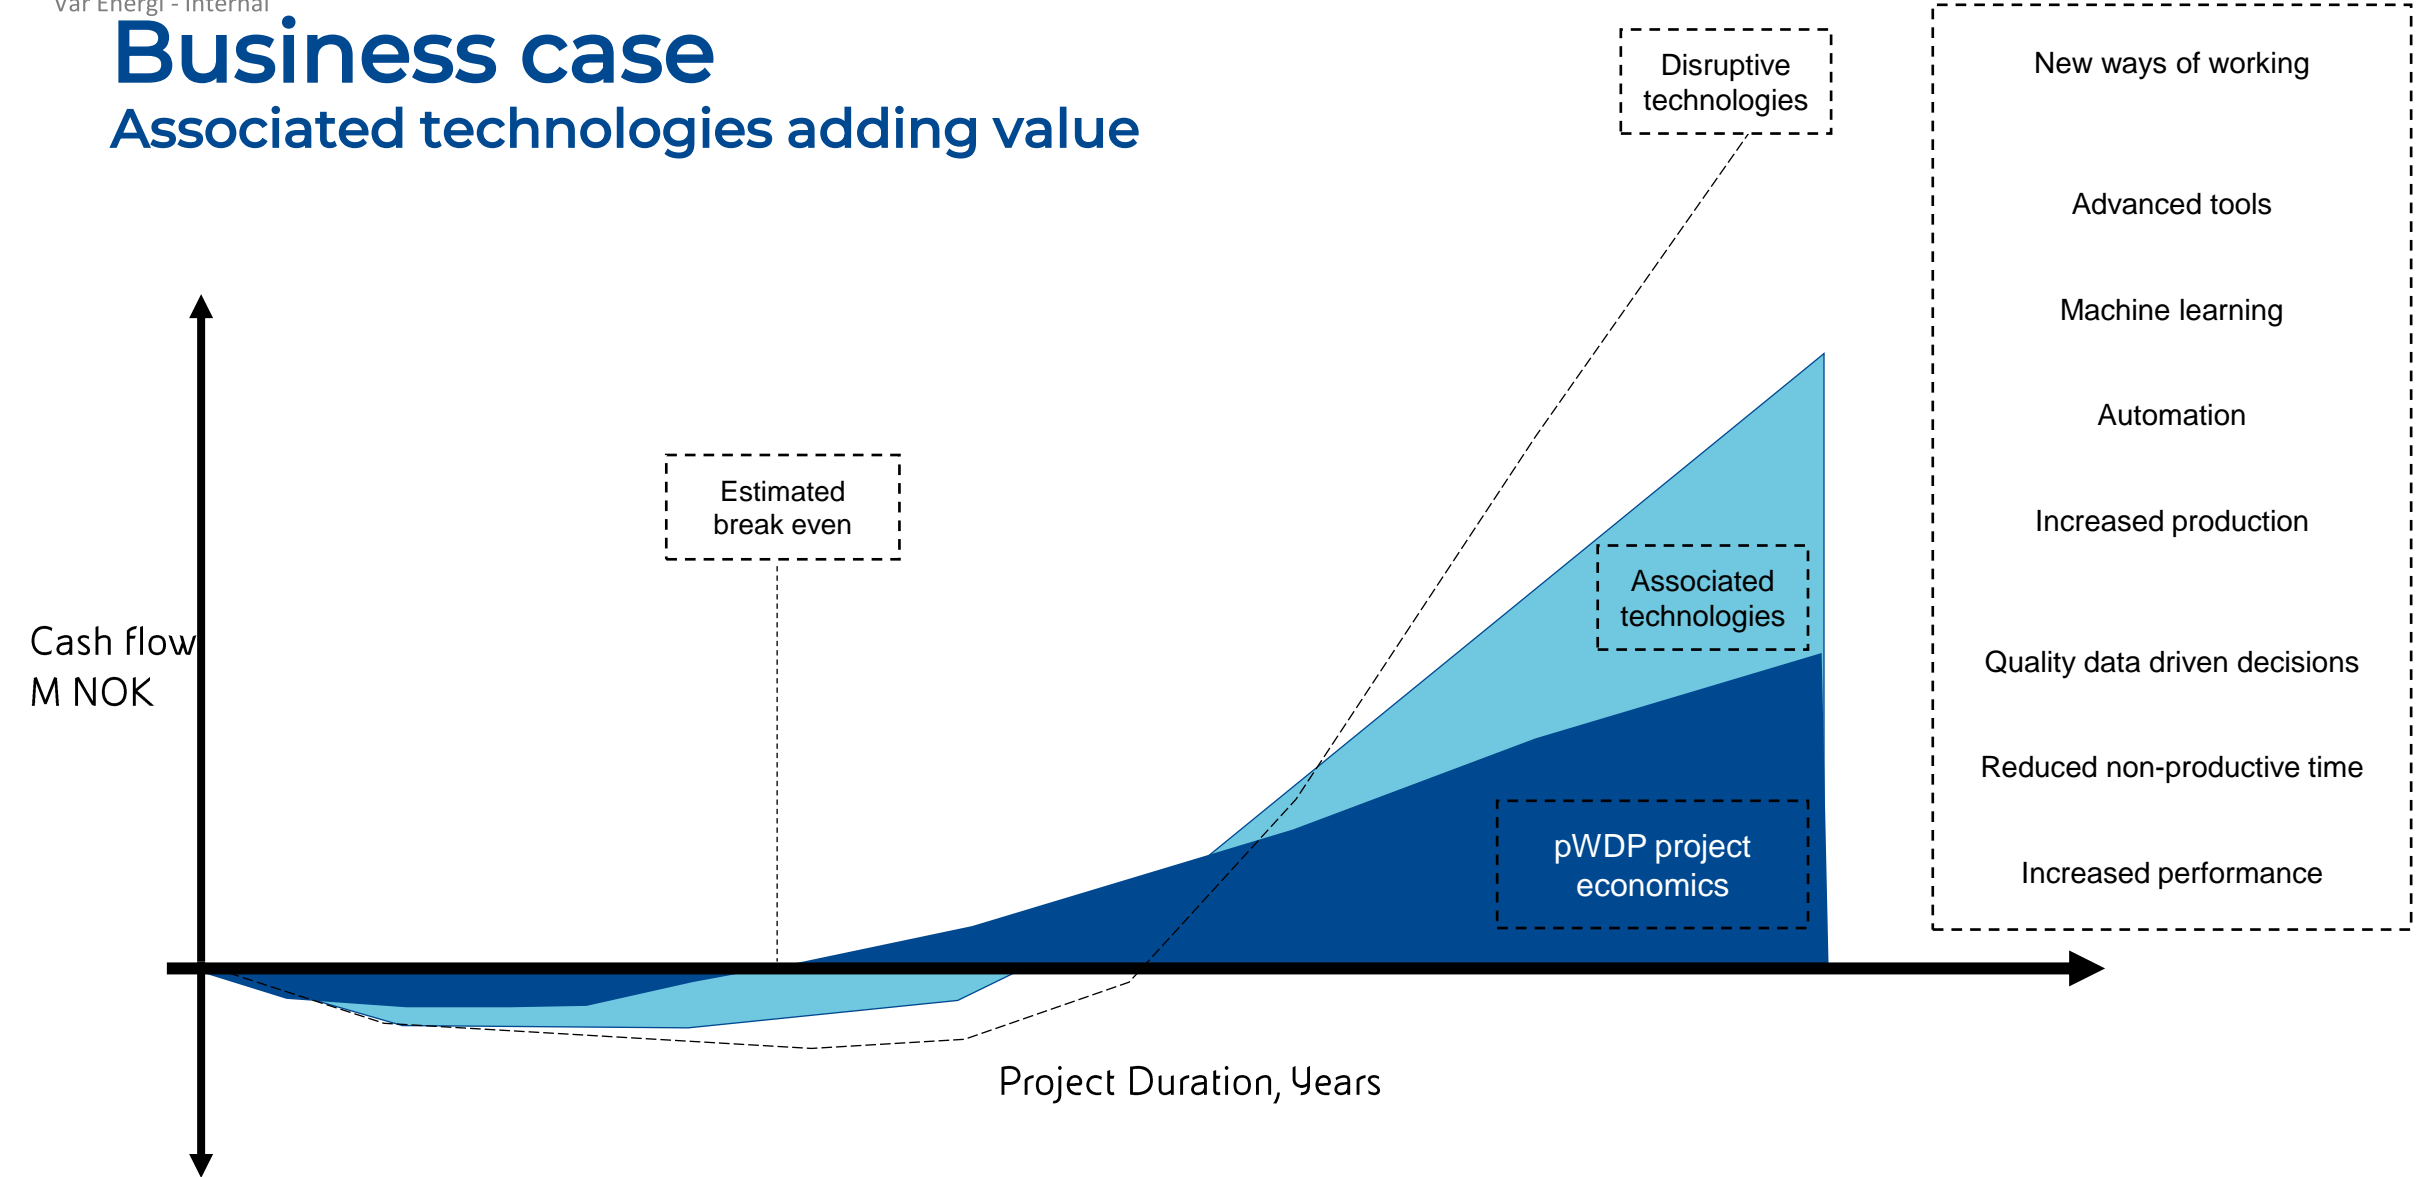 Vår Energi - Internal
Business case
Associated technologies adding value
Disruptive
technologies
New ways of working
Advanced tools
Machine learning
Automation
Increased production
Quality data driven decisions
Reduced non-productive time
Increased performance
Estimated
break even
Associated
technologies
Cash flow
M NOK
pWDP project
economics
Project Duration, Years